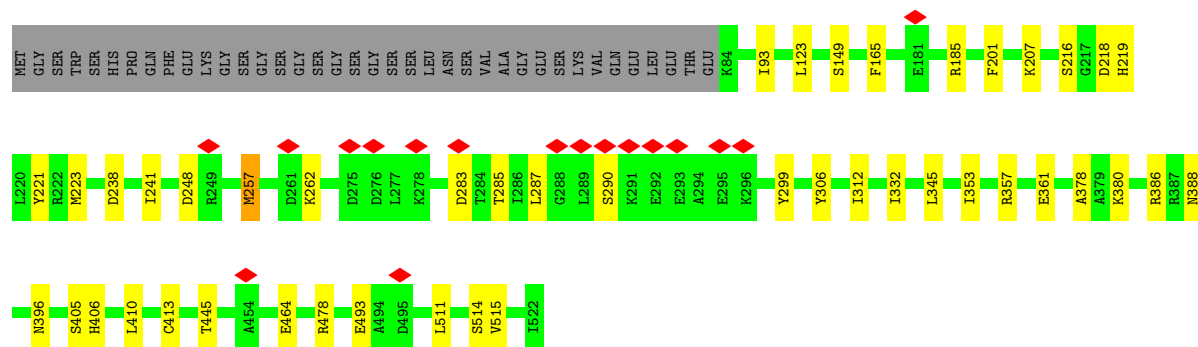 MET GLY SER TRP SER HIS PRO GLN PHE GLU LYS GLY SER GLY SER GLY SER GLY SER GLY SER SER LEU ASN SER VAL ALA GLY GLU SER LYS VAL GLN GLU LEU GLU THR GLU K84 I93 L123 S149 F165 E181 R185 F201 K207 S216 G217 D218 H219
L220 Y221 R222 M223 D238 I241 D248 R249 M257 D261 K262 D275 D276 L277 K278 D283 T284 T285 I286 L287 G288 L289 S290 K291 E292 E293 A294 E295 K296 Y299 Y306 I312 I332 L345 I353 R357 E361 A378 A379 K380 R386 R387 N388
N396 S405 H406 L410 C413 T445 A454 E464 R478 E493 A494 D495 L511 S514 V515 I522